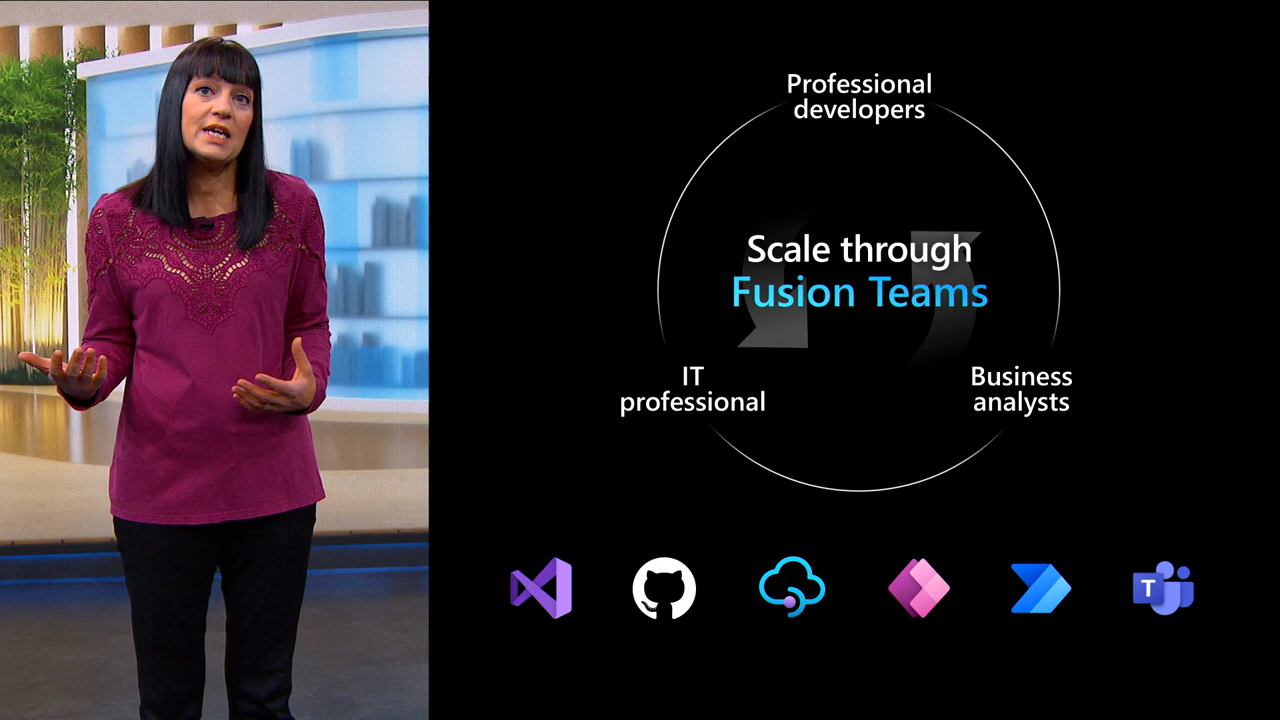 Professional
developers
Scale through
Fusion Teams
IT
professional
Business
analysts
T